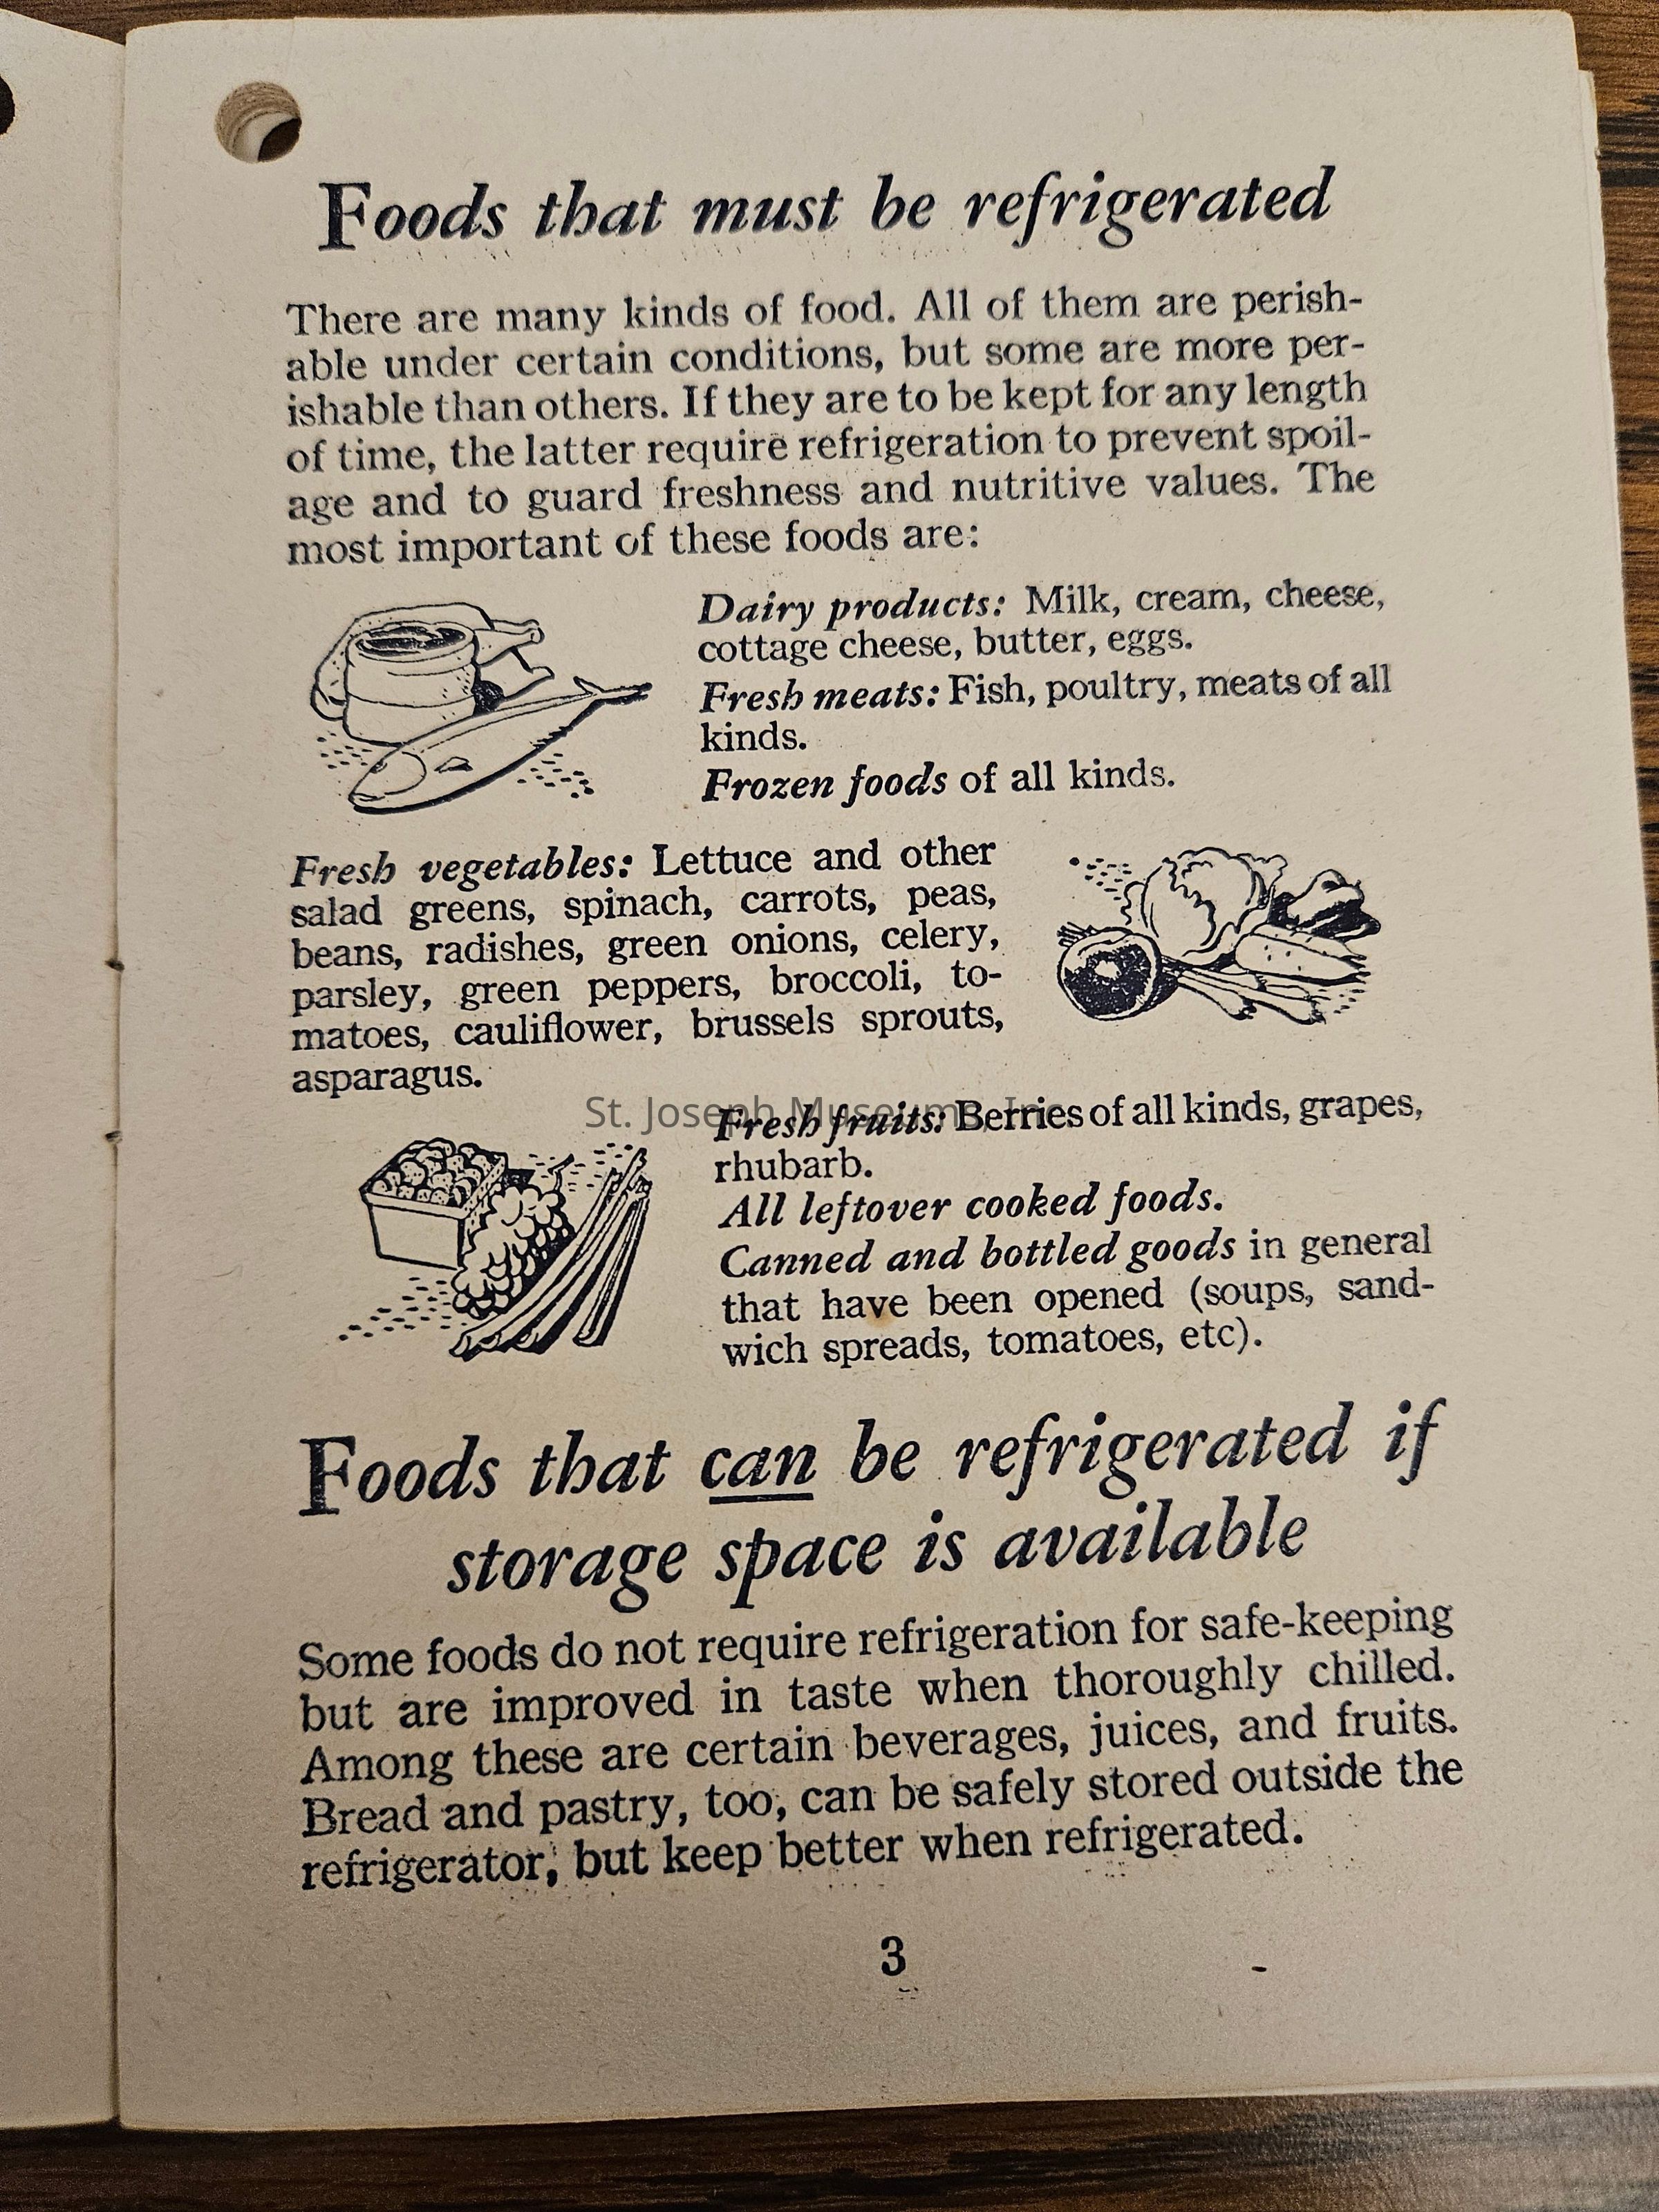 Foods that must be refrigerated
There are many kinds of food. All of them are perish-
able under certain conditions, but some are more per-
ishable than others. If they are to be kept for any length
of time, the latter require refrigeration to prevent spoil-
age and to guard freshness and nutritive values. The
most important of these foods are:
Dairy products: Milk, cream, cheese,
cottage cheese, butter, eggs.
Fresh meats: Fish, poultry, meats of all
kinds.
Frozen foods of all kinds.
Fresh vegetables: Lettuce and other
salad greens, spinach, carrots, peas,
beans, radishes, green onions, celery,
parsley, green peppers, broccoli, to-
matoes, cauliflower, brussels sprouts,
asparagus.
St. Joseph Museums, Inc.
Fresh fruits: Berries of all kinds, grapes,
rhubarb.
All leftover cooked foods.
Canned and bottled goods in general
that have been opened (soups, sand-
wich spreads, tomatoes, etc).
Foods that can be refrigerated if
storage space is available
Some foods do not require refrigeration for safe-keeping
but are improved in taste when thoroughly chilled.
Among these are certain beverages, juices, and fruits.
Bread and pastry, too, can be safely stored outside the
refrigerator, but keep better when refrigerated.
3